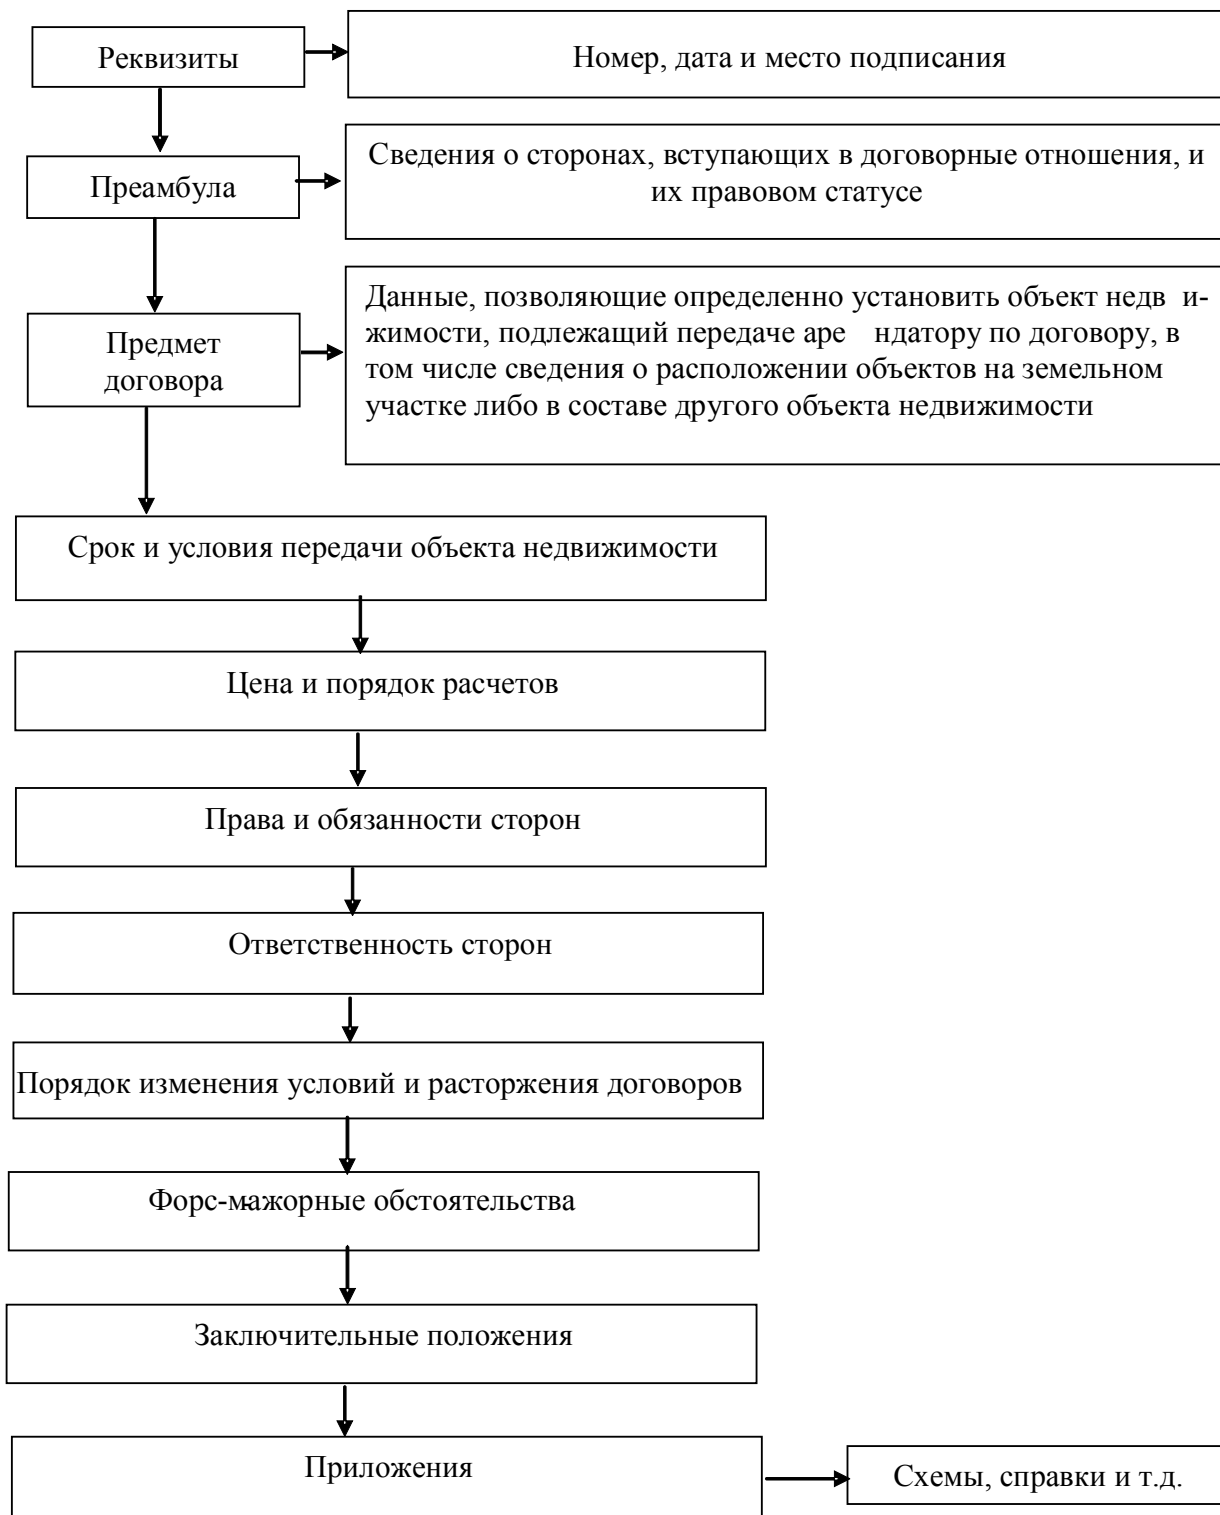 Реквизиты
Номер, дата и место подписания
Преамбула
Сведения о сторонах, вступающих в договорные отношения, и
их правовом статусе
Предмет
договора
Данные, позволяющие определенно установить объект недв и-
жимости, подлежащий передаче аре ндатору по договору, в
том числе сведения о расположении объектов на земельном
участке либо в составе другого объекта недвижимости
Срок и условия передачи объекта недвижимости
Цена и порядок расчетов
Права и обязанности сторон
Ответственность сторон
Порядок изменения условий и расторжения договоров
Форс-мажорные обстоятельства
Заключительные положения
Приложения
Схемы, справки и т.д.